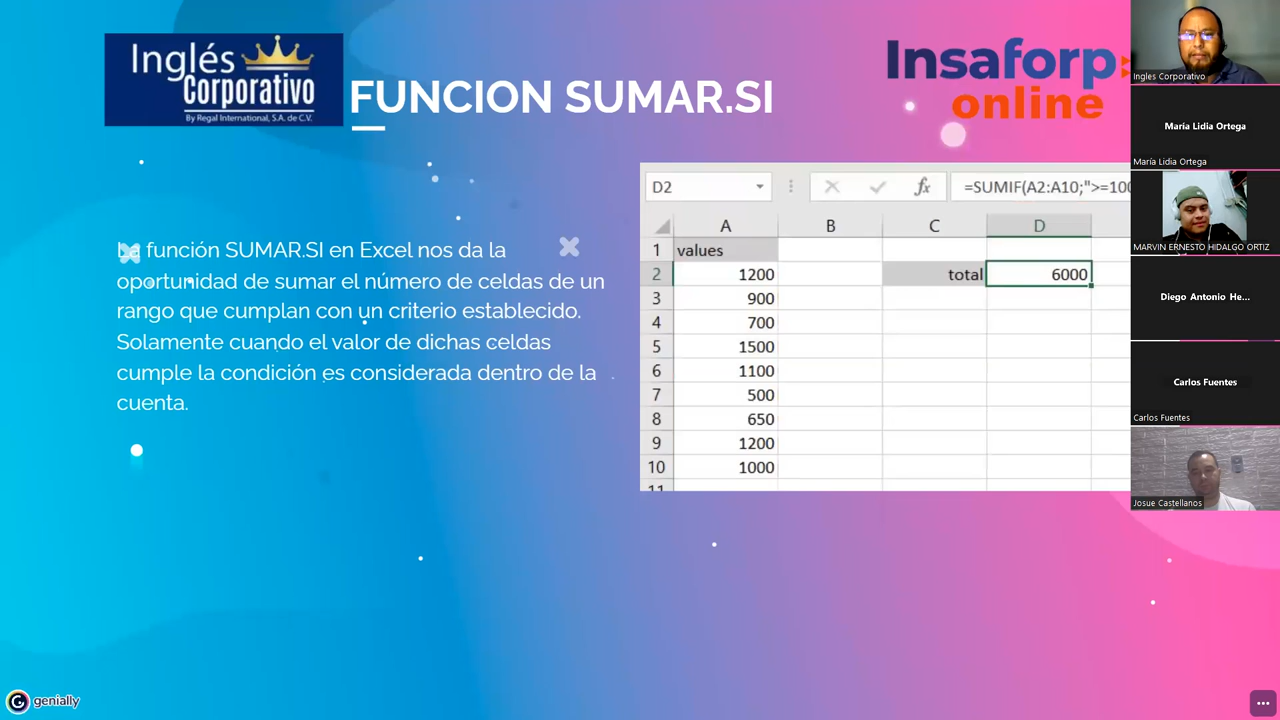 Inglés
Corporativo
By Regal International, S.A. de C.V.
FUNCION SUMAR.SI
Insaforp
online
La función SUMAR.SI en Excel nos da la
oportunidad de sumar el número de celdas de un
rango que cumplan con un criterio establecido.
Solamente cuando el valor de dichas celdas
cumple la condición es considerada dentro de la
cuenta.
D2
fx
=SUMIF(A2:A10;">=100
A B C D
1 values
2 1200 total 6000
3 900
4 700
5 1500
6 1100
7 500
8 650
9 1200
10 1000
11
Ingles Corporativo
María Lidia Ortega
María Lidia Ortega
MARVIN ERNESTO HIDALGO ORTIZ
Diego Antonio He...
Carlos Fuentes
Carlos Fuentes
Josue Castellanos
genially